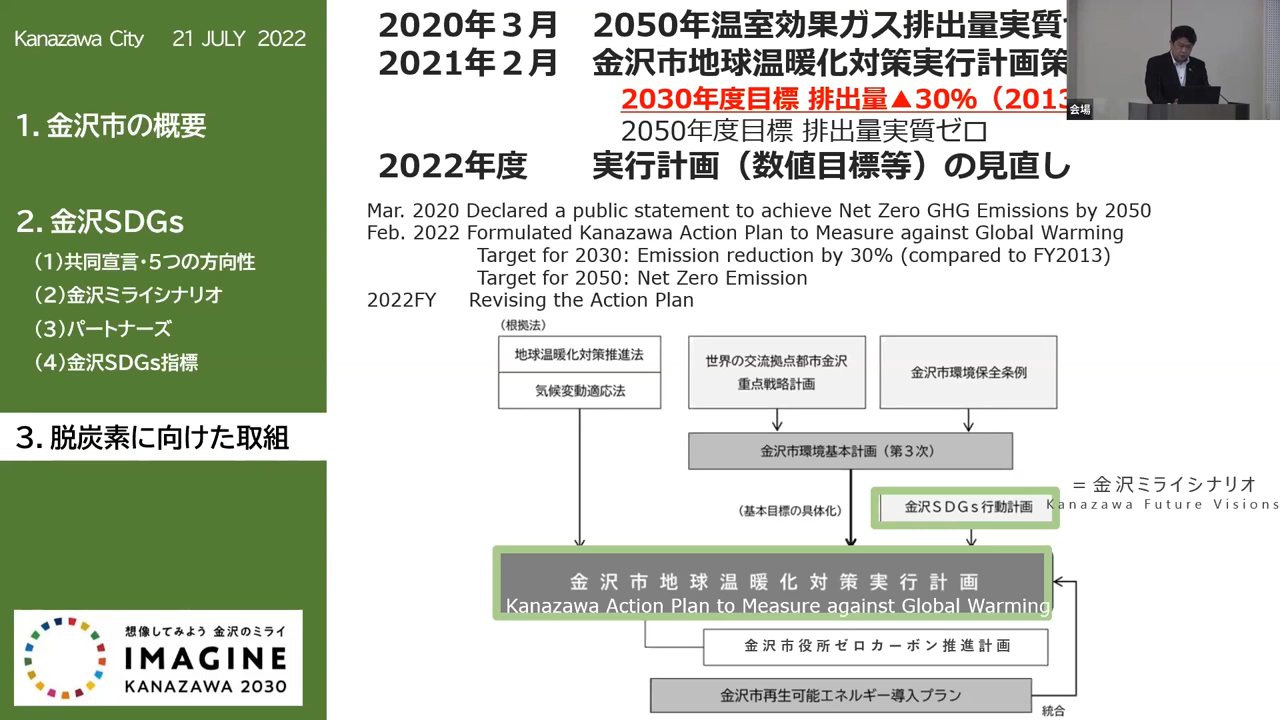 Kanazawa City 21 JULY 2022
1. 金沢市の概要
2. 金沢SDGs
（1）共同宣言・5つの方向性
（2）金沢ミライシナリオ
（3）パートナーズ
（4）金沢SDGs指標
3. 脱炭素に向けた取組
想像してみよう 金沢のミライ
IMAGINE
KANAZAWA 2030
2020年３月 2050年温室効果ガス排出量実質
2021年２月 金沢市地球温暖化対策実行計画策
2030年度目標 排出量▲30%（2013
2050年度目標 排出量実質ゼロ
2022年度 実行計画（数値目標等）の見直し
会場
Mar. 2020 Declared a public statement to achieve Net Zero GHG Emissions by 2050
Feb. 2022 Formulated Kanazawa Action Plan to Measure against Global Warming
Target for 2030: Emission reduction by 30% (compared to FY2013)
Target for 2050: Net Zero Emission
2022FY Revising the Action Plan
（根拠法）
地球温暖化対策推進法
気候変動適応法
世界の交流拠点都市金沢
重点戦略計画
金沢市環境保全条例
金沢市環境基本計画（第３次）
（基本目標の具体化）
金沢ＳＤＧｓ行動計画
＝金沢ミライシナリオ
Kanazawa Future Visions
金沢市地球温暖化対策実行計画
Kanazawa Action Plan to Measure against Global Warming
金沢市役所ゼロカーボン推進計画
金沢市再生可能エネルギー導入プラン
統合